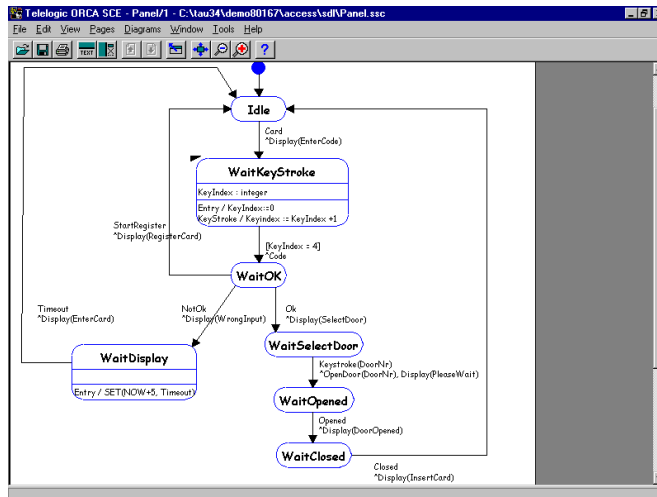 Telelogic ORCA SCE - Panel/1 - C:\tau34\demo80167\access\sdl\Panel.ssc
File Edit View Pages Diagrams Window Tools Help
TEXT
Idle
Card
^Display(EnterCode)
WaitKeyStroke
KeyIndex : integer
Entry / KeyIndex:=0
KeyStroke / Keyindex := KeyIndex +1
StartRegister
^Display(RegisterCard)
[KeyIndex = 4]
^Code
WaitOK
Timeout
^Display(EnterCard)
NotOk
^Display(WrongInput)
Ok
^Display(SelectDoor)
WaitSelectDoor
WaitDisplay
Entry / SET(NOW+5, Timeout)
Keystroke(DoorNr)
^OpenDoor(DoorNr), Display(PleaseWait)
WaitOpened
Opened
^Display(DoorOpened)
WaitClosed
Closed
^Display(InsertCard)